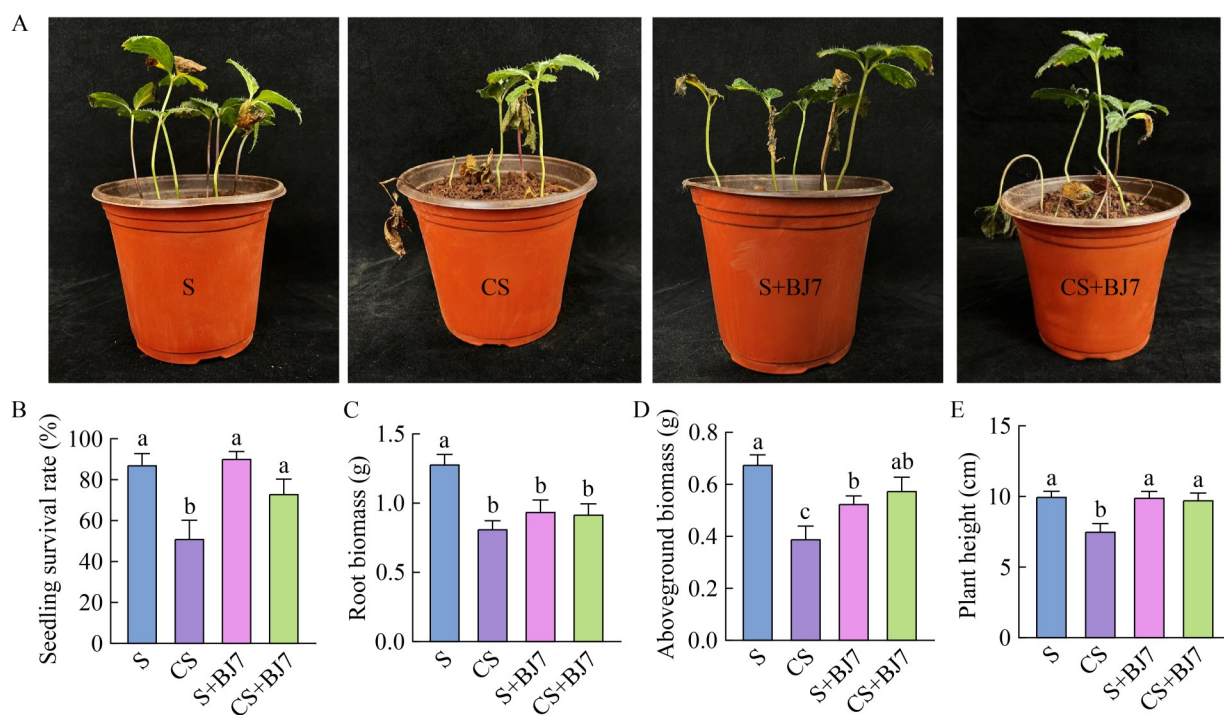 A
S
CS
S+BJ7
CS+BJ7
B
Seedling survival rate (%)
100
80
60
40
20
0
a
b
a
a
S
CS
S+BJ7
CS+BJ7
C
Root biomass (g)
1.5
1.0
0.5
0.0
a
b
b
b
S
CS
S+BJ7
CS+BJ7
D
Aboveground biomass (g)
0.8
0.6
0.4
0.2
0.0
a
c
b
ab
S
CS
S+BJ7
CS+BJ7
E
Plant height (cm)
15
10
7
5
0
a
b
a
a
S
CS
S+BJ7
CS+BJ7